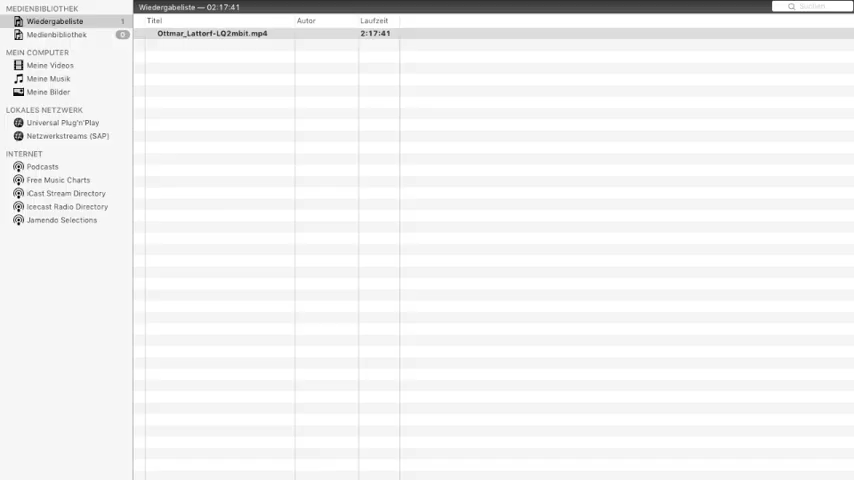 MEDIENBIBLIOTHEK
Wiedergabeliste 1
Medienbibliothek 0
MEIN COMPUTER
Meine Videos
Meine Musik
Meine Bilder
LOKALES NETZWERK
Universal Plug'n'Play
Netzwerkstreams (SAP)
INTERNET
Podcasts
Free Music Charts
iCast Stream Directory
Icecast Radio Directory
Jamendo Selections
Wiedergabeliste — 02:17:41
Suchen
Titel Autor Laufzeit
Ottmar_Lattorf-LQ2mbit.mp4 2:17:41